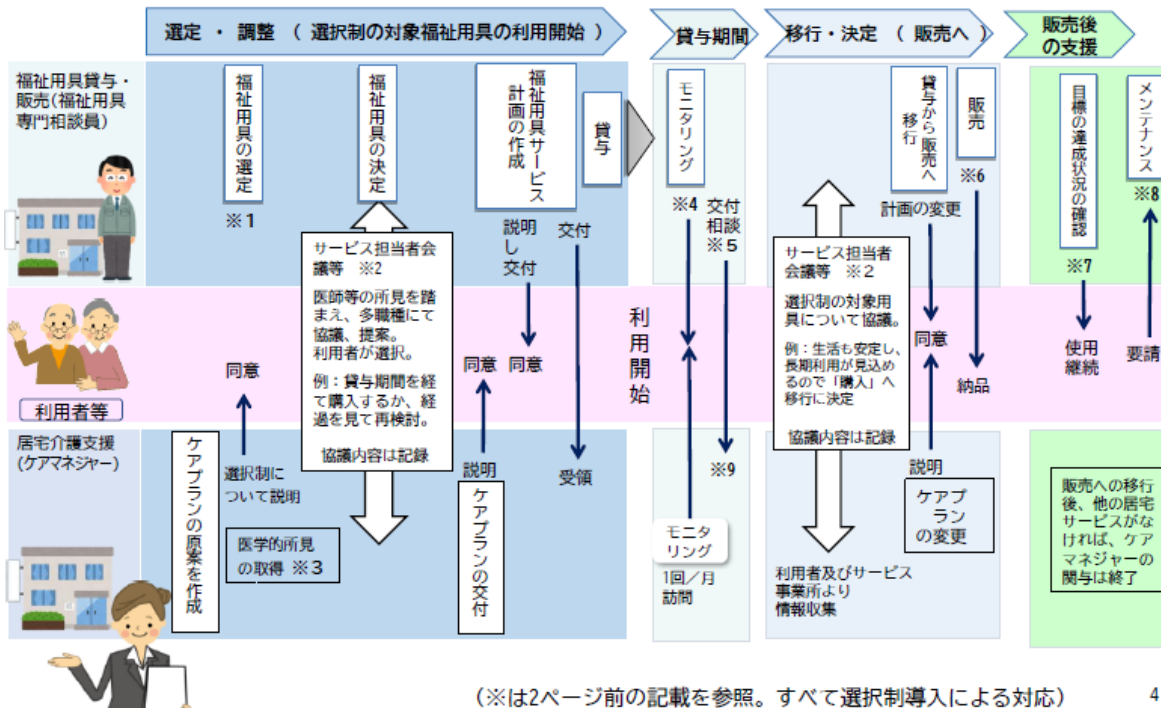 選定 ・ 調整 （ 選択制の対象福祉用具の利用開始 ）
貸与期間
移行・決定 （ 販売へ ）
販売後
の支援
福祉用具貸与・
販売(福祉用具
専門相談員)
福祉用具の選定
※1
福祉用具の決定
福祉用具サービス
計画の作成
貸与
説明
し
交付
交付
モニタリング
※4
交付
相談
※５
貸与から販売へ
移行
計画の変更
販売
※6
目標の達成状況の確認
※7
メンテナンス
※8
サービス担当者会
議等　※2
医師等の所見を踏
まえ、多職種にて
協議、提案。
利用者が選択。
例：貸与期間を経
て購入するか、経
過を見て再検討。
協議内容は記録
サービス担当者
会議等　※２
選択制の対象用
具について協議。
例：生活も安定し、
長期利用が見込め
るので「購入」へ
移行に決定
協議内容は記録
利用者等
同意
同意
同意
利用開始
同意
納品
使用
継続
要請
居宅介護支援
(ケアマネジャー)
ケアプランの原案を作成
選択制に
ついて説明
医学的所見
の取得 ※３
説明
ケアプランの交付
受領
※9
モニタ
リング
1回／月
訪問
利用者及びサービス
事業所より
情報収集
説明
ケアプ
ラン
の変更
販売への移行
後、他の居宅
サービスがな
ければ、ケア
マネジャーの
関与は終了
（※は2ページ前の記載を参照。すべて選択制導入による対応）
4